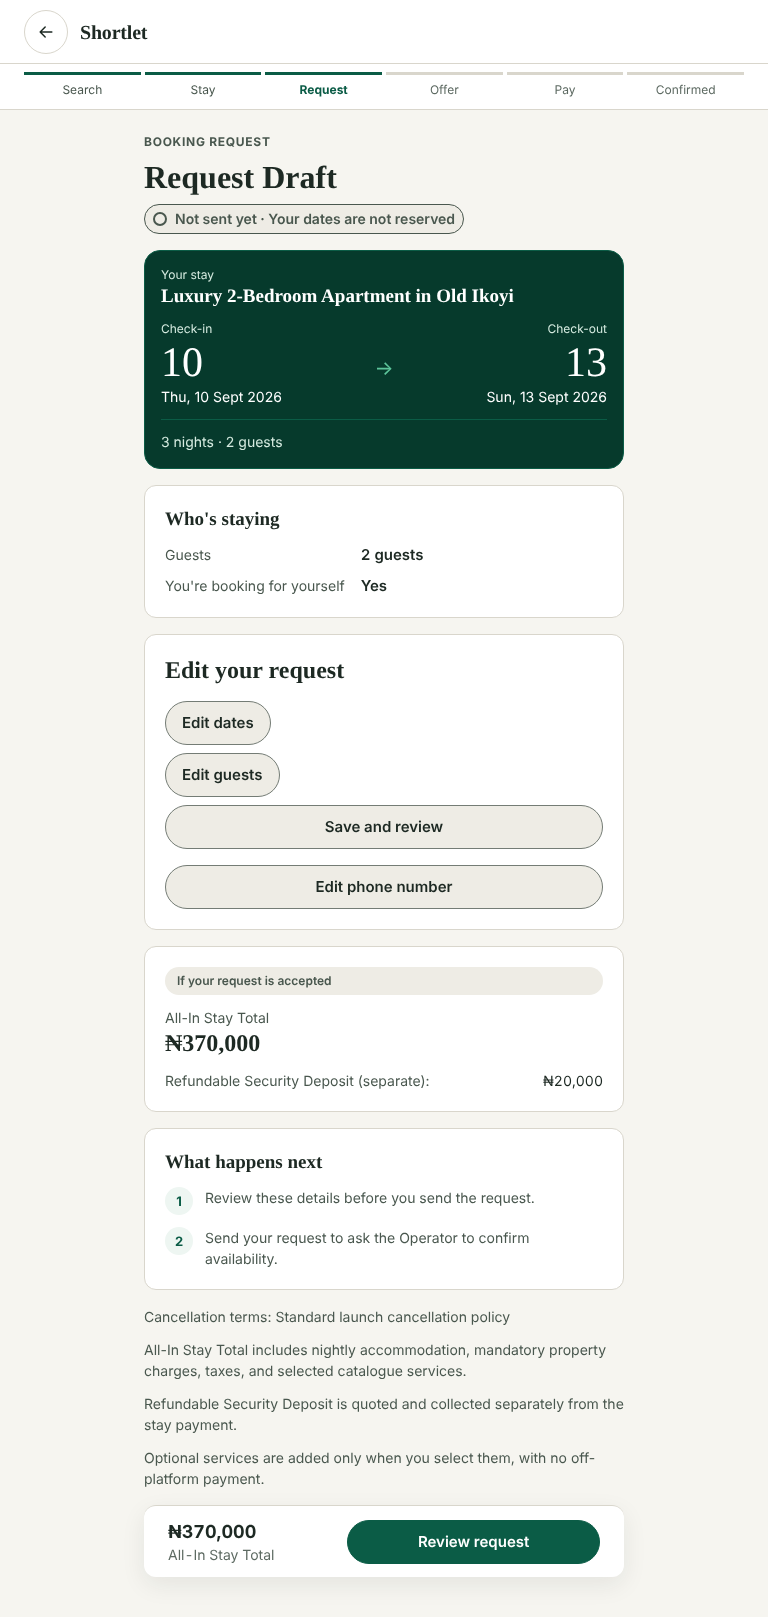 Shortlet
Search
Stay
Request
Offer
Pay
Confirmed
BOOKING REQUEST
Request Draft
Not sent yet · Your dates are not reserved
Your stay
Luxury 2-Bedroom Apartment in Old Ikoyi
Check-in
Check-out
10
→
13
Thu, 10 Sept 2026
Sun, 13 Sept 2026
3 nights · 2 guests
Who's staying
Guests
2 guests
You're booking for yourself
Yes
Edit your request
Edit dates
Edit guests
Save and review
Edit phone number
If your request is accepted
All-In Stay Total
₦370,000
Refundable Security Deposit (separate):
₦20,000
What happens next
1
Review these details before you send the request.
2
Send your request to ask the Operator to confirm
availability.
Cancellation terms: Standard launch cancellation policy
All-In Stay Total includes nightly accommodation, mandatory property
charges, taxes, and selected catalogue services.
Refundable Security Deposit is quoted and collected separately from the
stay payment.
Optional services are added only when you select them, with no off-
platform payment.
₦370,000
All-In Stay Total
Review request